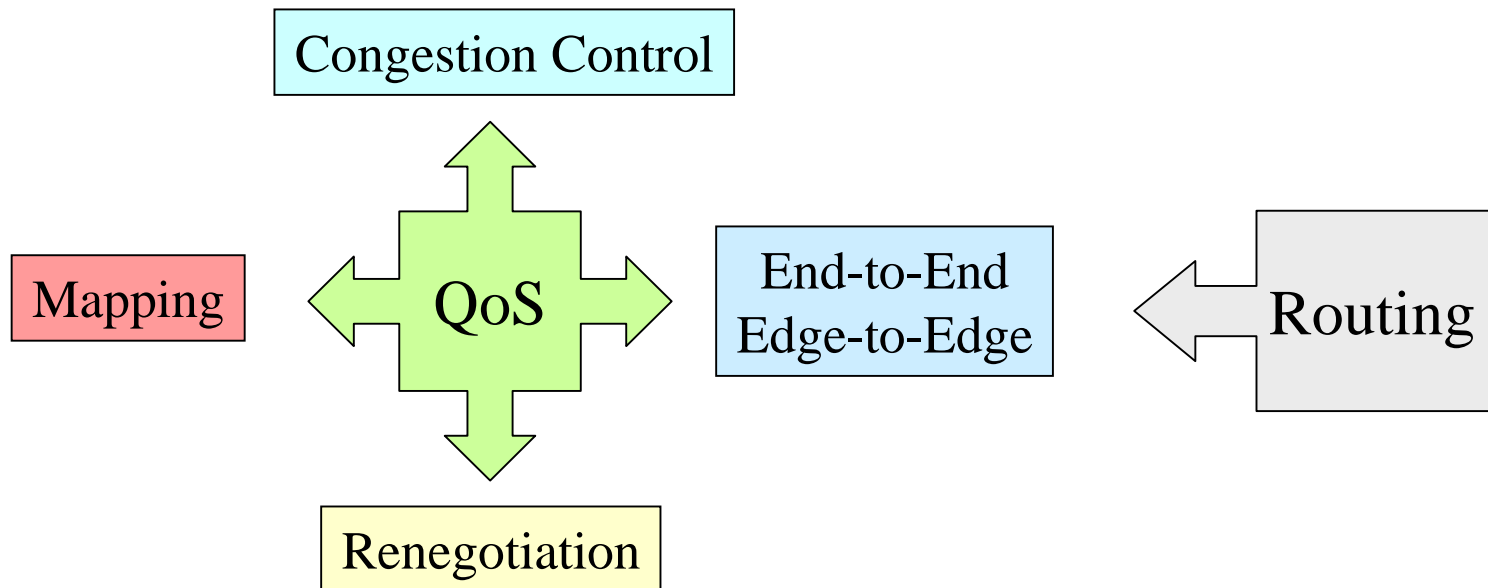 Congestion Control
Mapping
QoS
End-to-End
Edge-to-Edge
Routing
Renegotiation